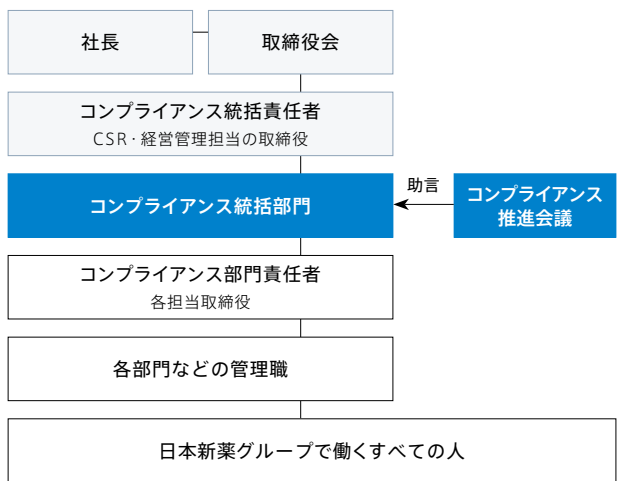 社長
取締役会
コンプライアンス統括責任者
CSR・経営管理担当の取締役
コンプライアンス統括部門
助言
コンプライアンス
推進会議
コンプライアンス部門責任者
各担当取締役
各部門などの管理職
日本新薬グループで働くすべての人